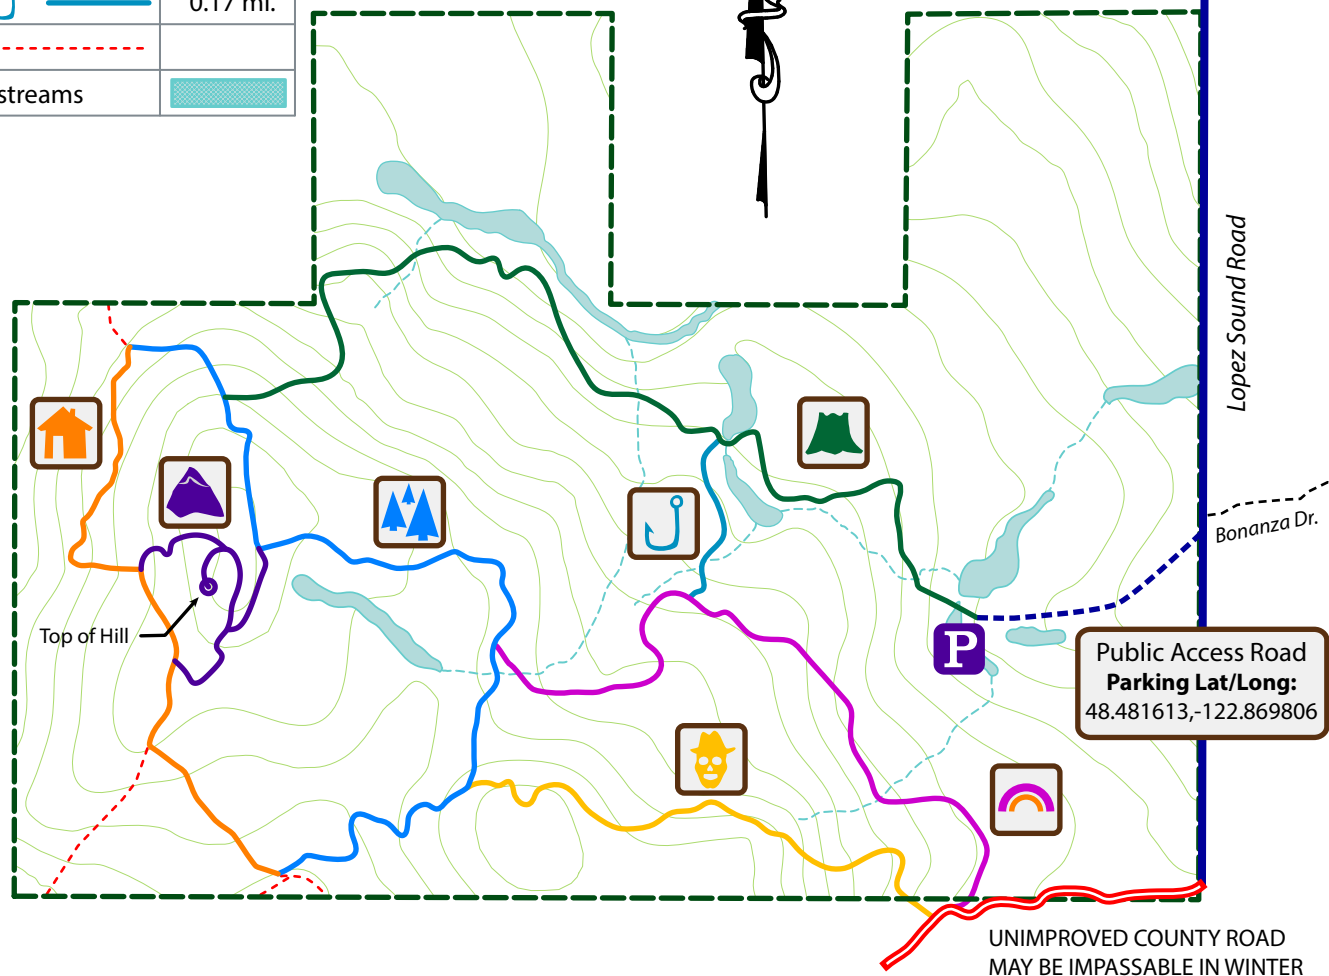 0.17 mi.
streams
Lopez Sound Road
Bonanza Dr.
Top of Hill
P
Public Access Road
Parking Lat/Long:
48.481613,-122.869806
UNIMPROVED COUNTY ROAD
MAY BE IMPASSABLE IN WINTER